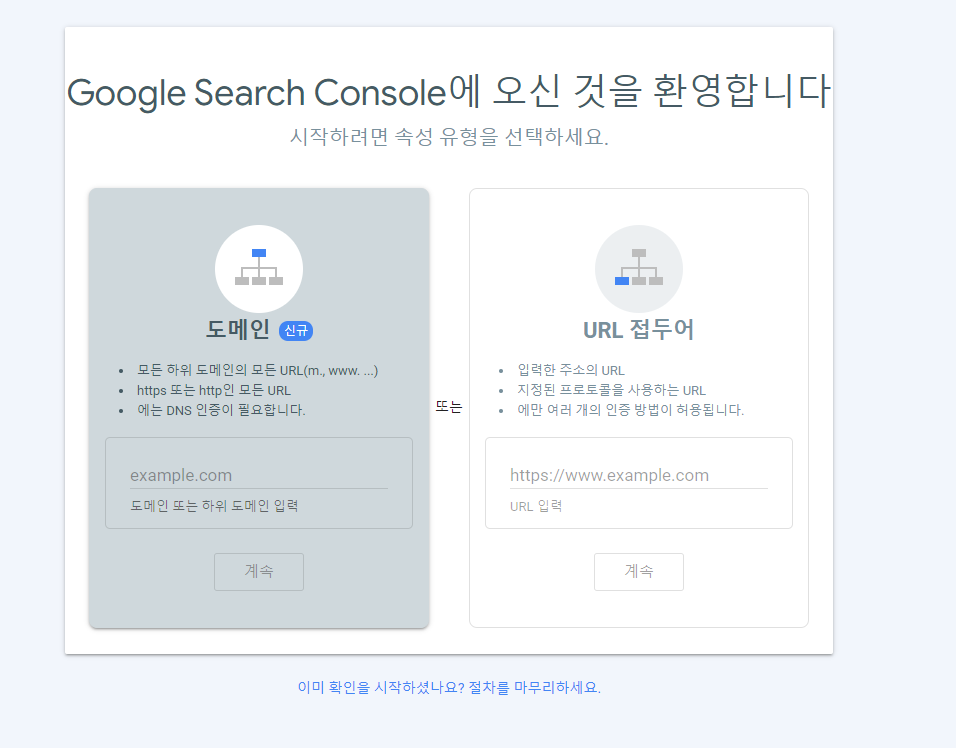 Google Search Console에 오신 것을 환영합니다
시작하려면 속성 유형을 선택하세요.
도메인 신규
모든 하위 도메인의 모든 URL(m., www. ...)
https 또는 http인 모든 URL
에는 DNS 인증이 필요합니다.
example.com
도메인 또는 하위 도메인 입력
계속
또는
URL 접두어
입력한 주소의 URL
지정된 프로토콜을 사용하는 URL
에만 여러 개의 인증 방법이 허용됩니다.
https://www.example.com
URL 입력
계속
이미 확인을 시작하셨나요? 절차를 마무리하세요.